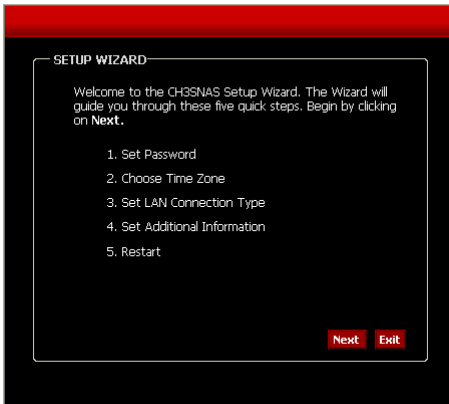 SETUP WIZARD
Welcome to the CH3SNAS Setup Wizard. The Wizard will
guide you through these five quick steps. Begin by clicking
on Next.
1. Set Password
2. Choose Time Zone
3. Set LAN Connection Type
4. Set Additional Information
5. Restart
Next Exit